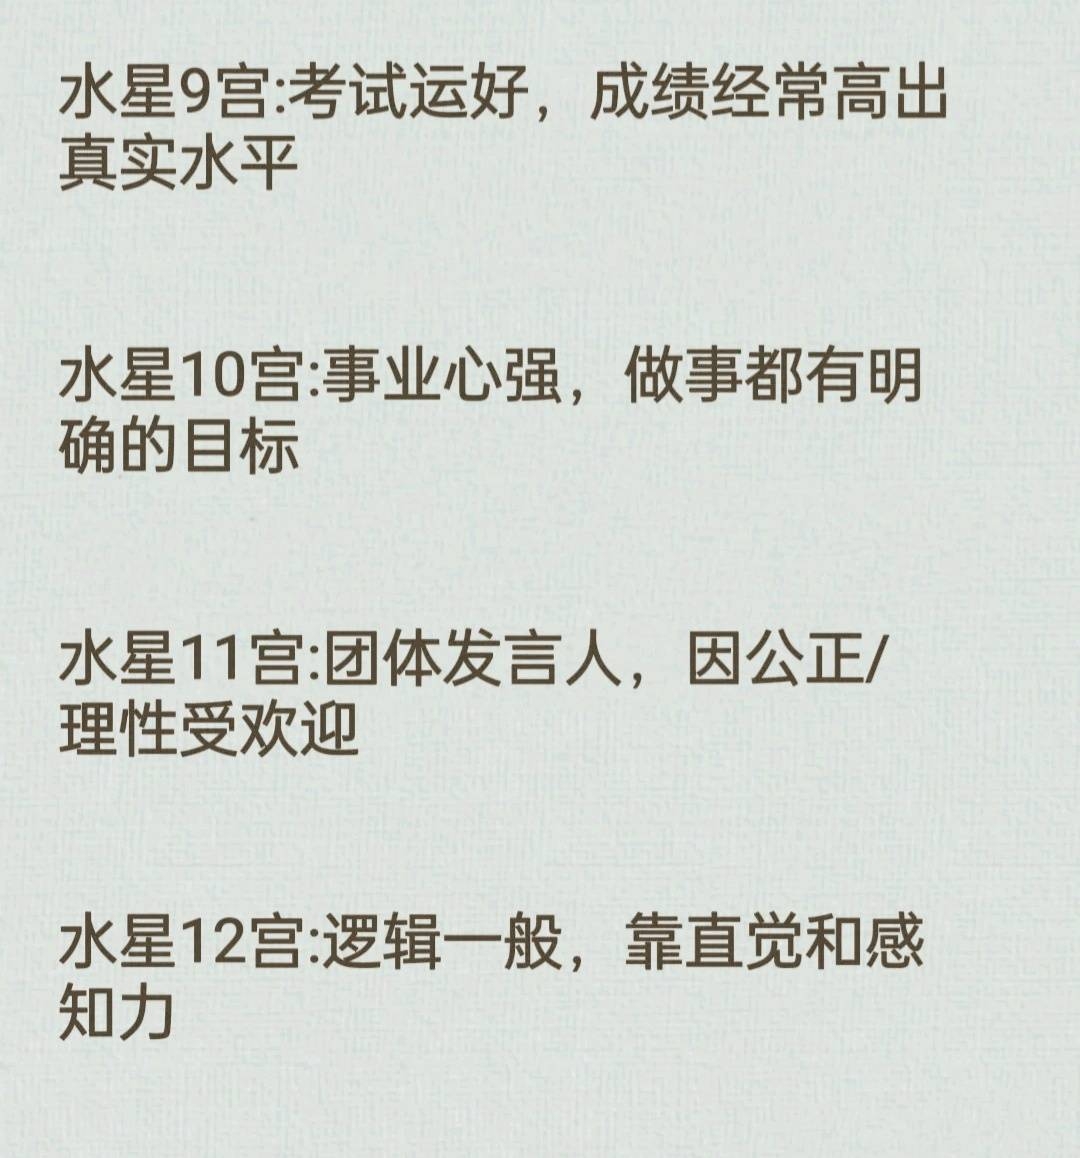 水星9宫:考试运好，成绩经常高出
真实水平
水星10宫:事业心强，做事都有明
确的目标
水星11宫:团体发言人，因公正/
理性受欢迎
水星12宫:逻辑一般，靠直觉和感
知力